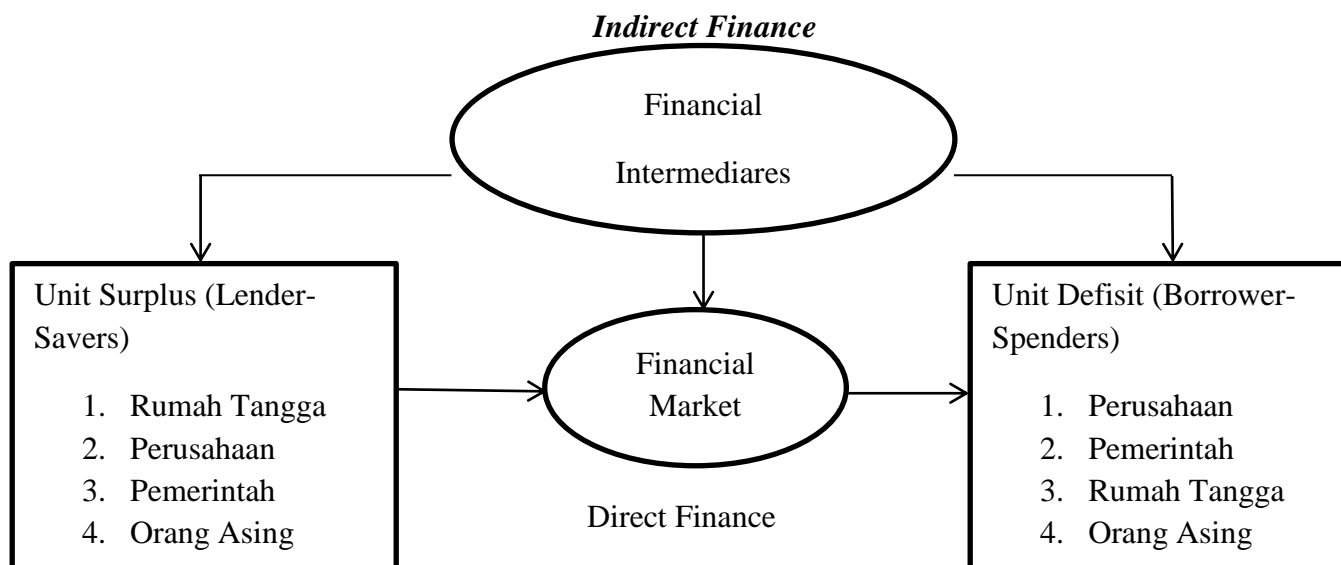 Indirect Finance
Financial
Intermediares
Unit Surplus (Lender-
Savers)
1. Rumah Tangga
2. Perusahaan
3. Pemerintah
4. Orang Asing
Financial
Market
Direct Finance
Unit Defisit (Borrower-
Spenders)
1. Perusahaan
2. Pemerintah
3. Rumah Tangga
4. Orang Asing